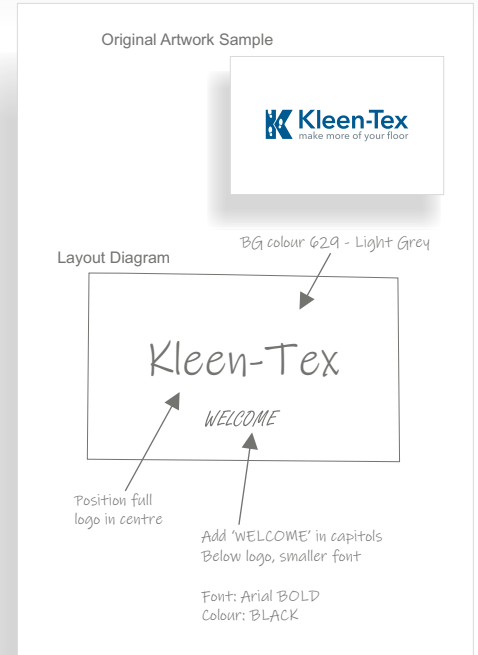 Original Artwork Sample
Kleen-Tex
make more of your floor
BG colour 629 - Light Grey
Layout Diagram
Kleen-Tex
WELCOME
Position full
logo in centre
Add 'WELCOME' in capitols
Below logo, smaller font
Font: Arial BOLD
Colour: BLACK